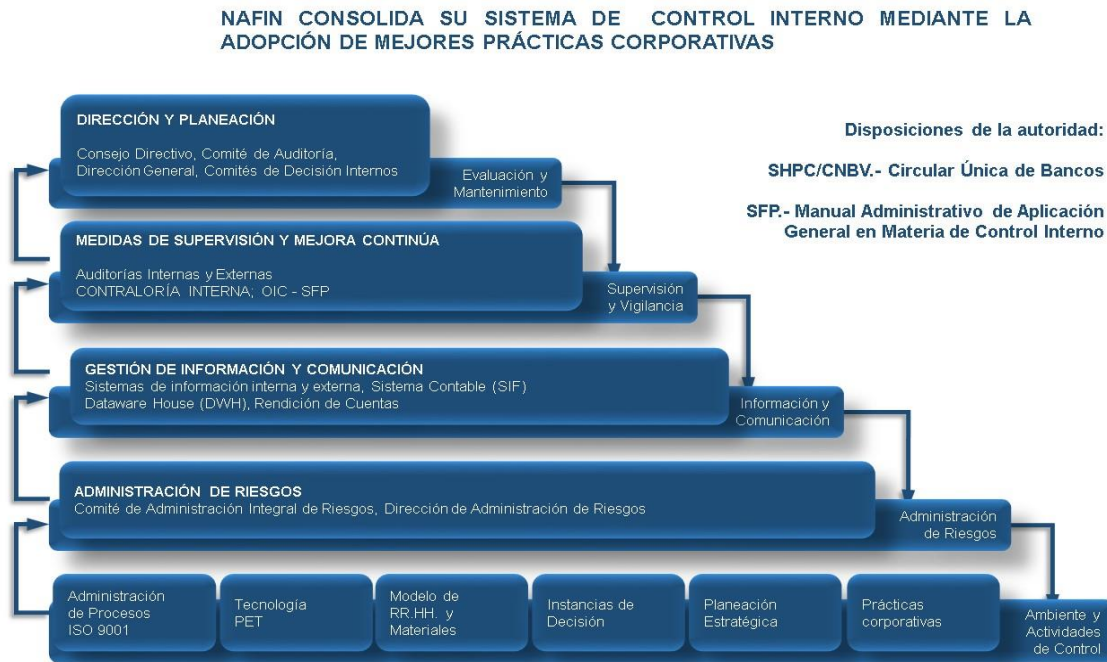 NAFIN CONSOLIDA SU SISTEMA DE CONTROL INTERNO MEDIANTE LA
ADOPCIÓN DE MEJORES PRÁCTICAS CORPORATIVAS
DIRECCIÓN Y PLANEACIÓN
Consejo Directivo, Comité de Auditoría,
Dirección General, Comités de Decisión Internos
Evaluación y
Mantenimiento
Disposiciones de la autoridad:
SHPC/CNBV.- Circular Única de Bancos
SFP.- Manual Administrativo de Aplicación
General en Materia de Control Interno
MEDIDAS DE SUPERVISIÓN Y MEJORA CONTINÚA
Auditorías Internas y Externas
CONTRALORÍA INTERNA; OIC - SFP
Supervisión
y Vigilancia
GESTIÓN DE INFORMACIÓN Y COMUNICACIÓN
Sistemas de información interna y externa, Sistema Contable (SIF)
Dataware House (DWH), Rendición de Cuentas
Información y
Comunicación
ADMINISTRACIÓN DE RIESGOS
Comité de Administración Integral de Riesgos, Dirección de Administración de Riesgos
Administración
de Riesgos
Administración
de Procesos
ISO 9001
Tecnología
PET
Modelo de
RR.HH. y
Materiales
Instancias de
Decisión
Planeación
Estratégica
Prácticas
corporativas
Ambiente y
Actividades
de Control